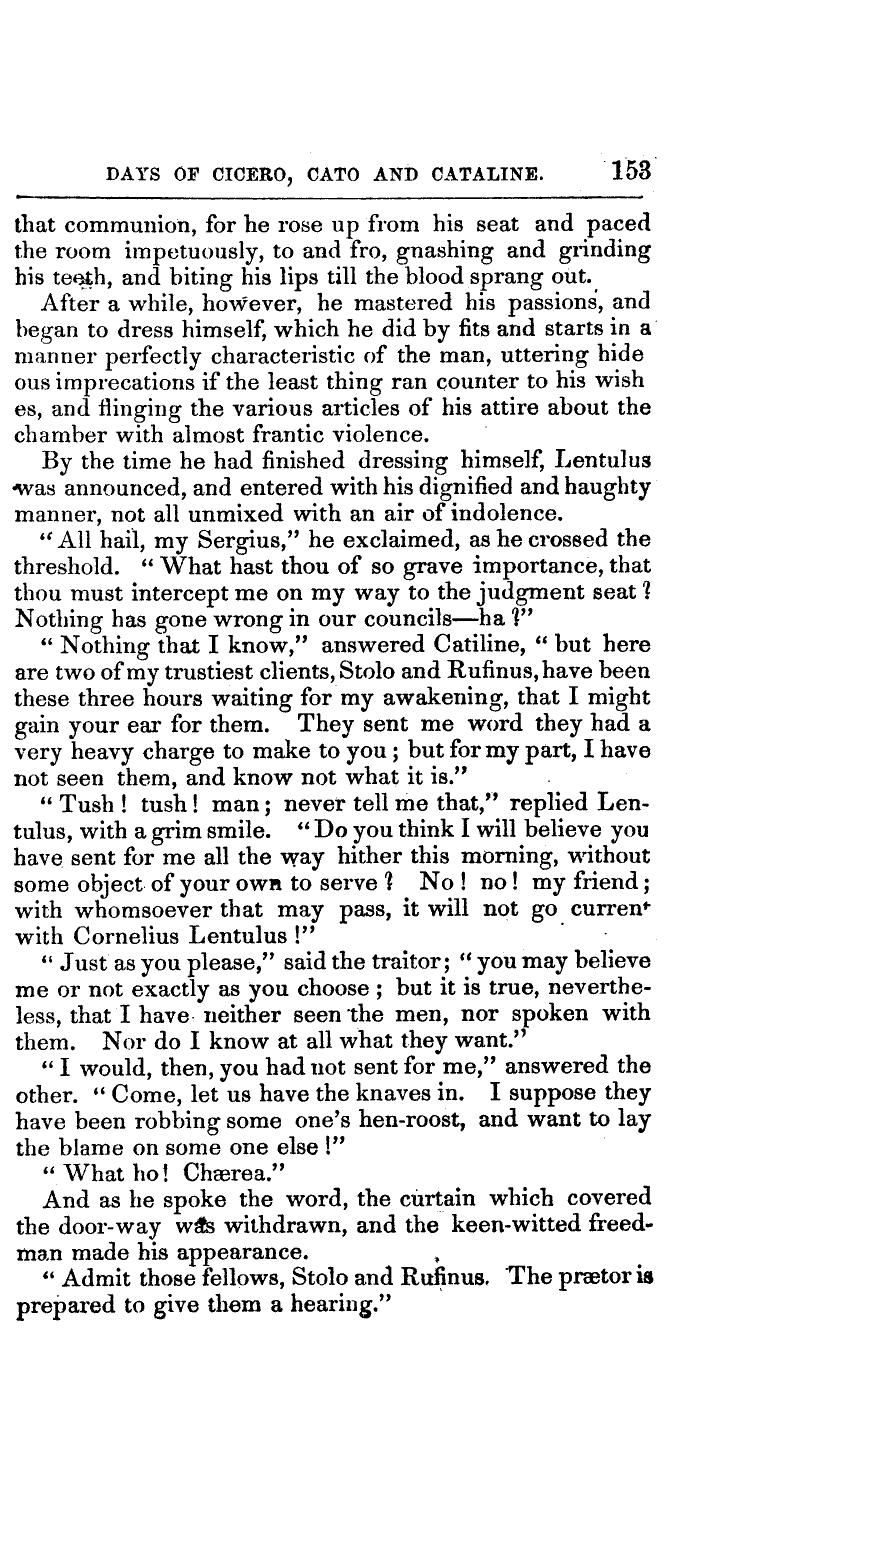 DAYS OF CICERO, CATO AND CATALINE. 153
that communion, for he rose up from his seat and paced
the room impetuously, to and fro, gnashing and grinding
his teeth, and biting his lips till the blood sprang out.
After a while, however, he mastered his passions, and
began to dress himself, which he did by fits and starts in a
manner perfectly characteristic of the man, uttering hide
ous imprecations if the least thing ran counter to his wish
es, and flinging the various articles of his attire about the
chamber with almost frantic violence.
By the time he had finished dressing himself, Lentulus
was announced, and entered with his dignified and haughty
manner, not all unmixed with an air of indolence.
“All hail, my Sergius,” he exclaimed, as he crossed the
threshold. “What hast thou of so grave importance, that
thou must intercept me on my way to the judgment seat?
Nothing has gone wrong in our councils—ha?”
“Nothing that I know,” answered Catiline, “but here
are two of my trustiest clients, Stolo and Rufinus, have been
these three hours waiting for my awakening, that I might
gain your ear for them. They sent me word they had a
very heavy charge to make to you; but for my part, I have
not seen them, and know not what it is.”
“Tush! tush! man; never tell me that,” replied Len-
tulus, with a grim smile. “Do you think I will believe you
have sent for me all the way hither this morning, without
some object of your own to serve? No! no! my friend;
with whomsoever that may pass, it will not go current
with Cornelius Lentulus!”
“Just as you please,” said the traitor; “you may believe
me or not exactly as you choose; but it is true, neverthe-
less, that I have neither seen the men, nor spoken with
them. Nor do I know at all what they want.”
“I would, then, you had not sent for me,” answered the
other. “Come, let us have the knaves in. I suppose they
have been robbing some one’s hen-roost, and want to lay
the blame on some one else!”
“What ho! Chærea.”
And as he spoke the word, the curtain which covered
the door-way was withdrawn, and the keen-witted freed-
man made his appearance.
“Admit those fellows, Stolo and Rufinus. The prætor is
prepared to give them a hearing.”